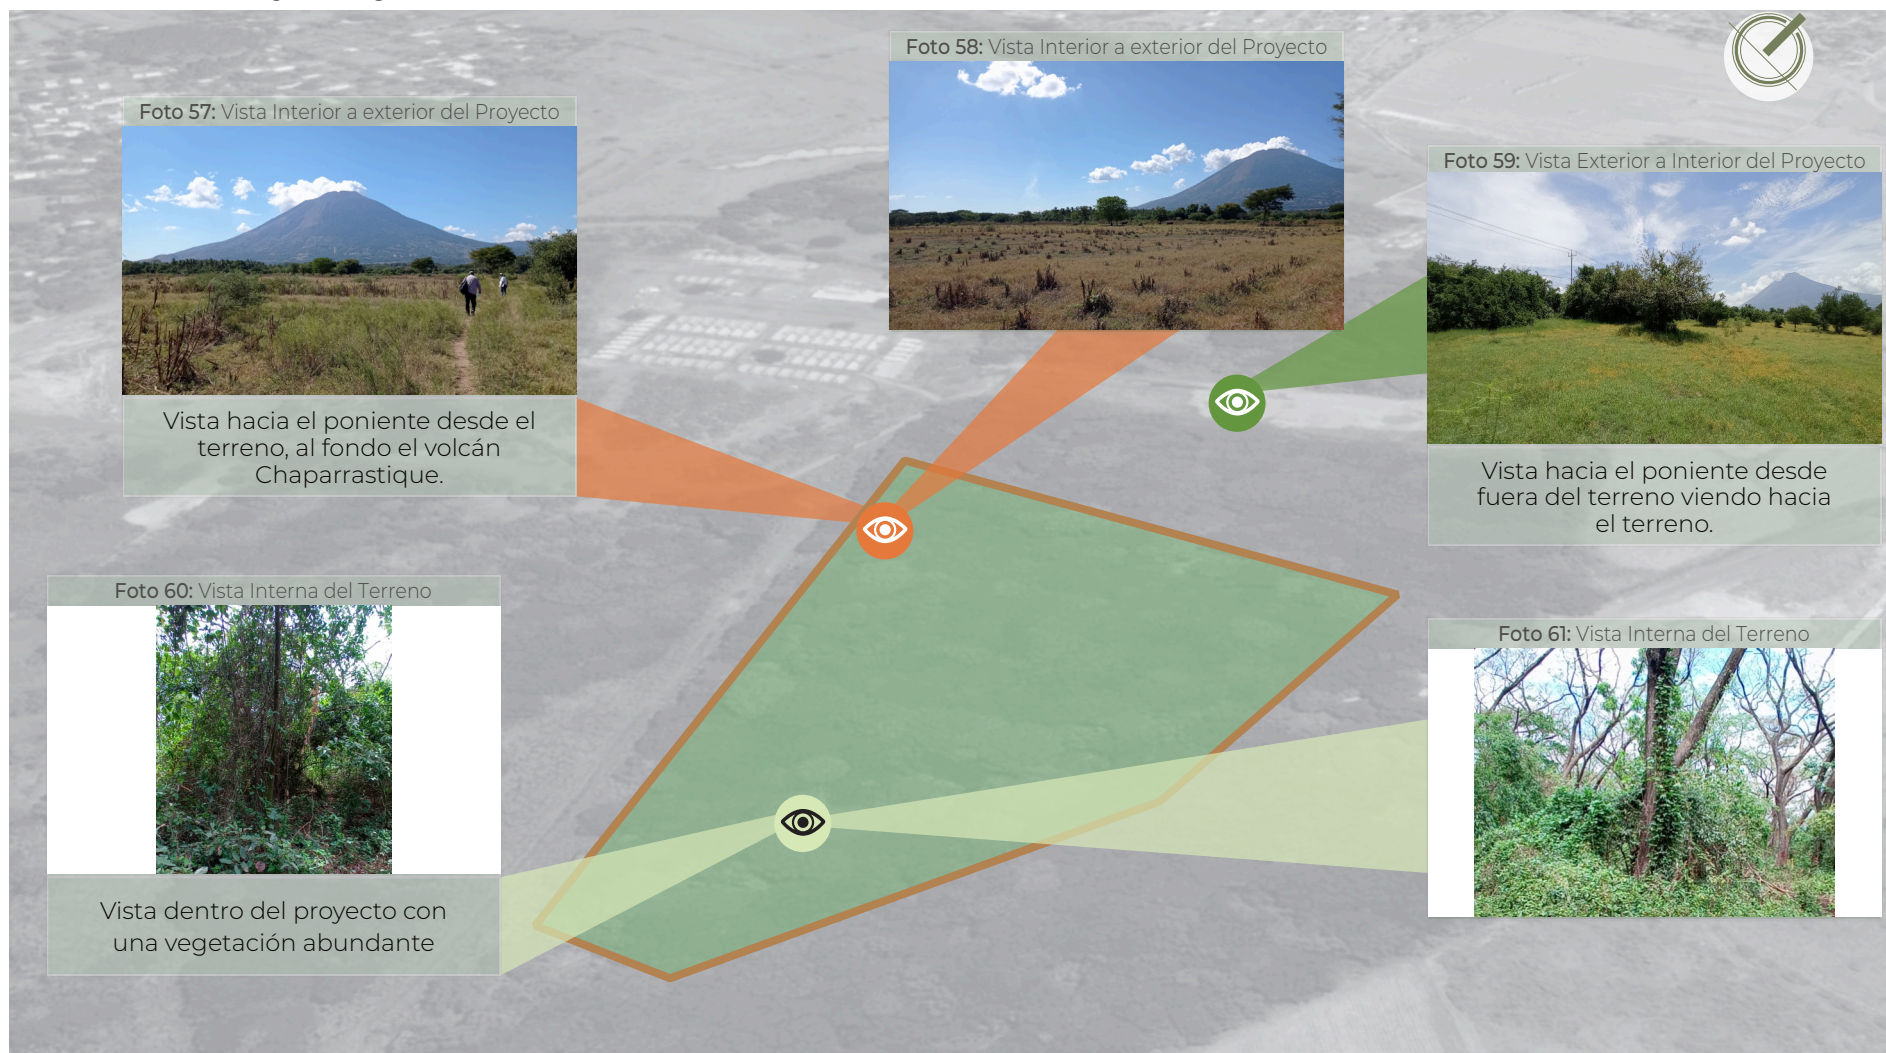 Foto 58: Vista Interior a exterior del Proyecto
Foto 57: Vista Interior a exterior del Proyecto
Vista hacia el poniente desde el
terreno, al fondo el volcán
Chaparrastique.
Foto 59: Vista Exterior a Interior del Proyecto
Vista hacia el poniente desde
fuera del terreno viendo hacia
el terreno.
Foto 60: Vista Interna del Terreno
Vista dentro del proyecto con
una vegetación abundante
Foto 61: Vista Interna del Terreno